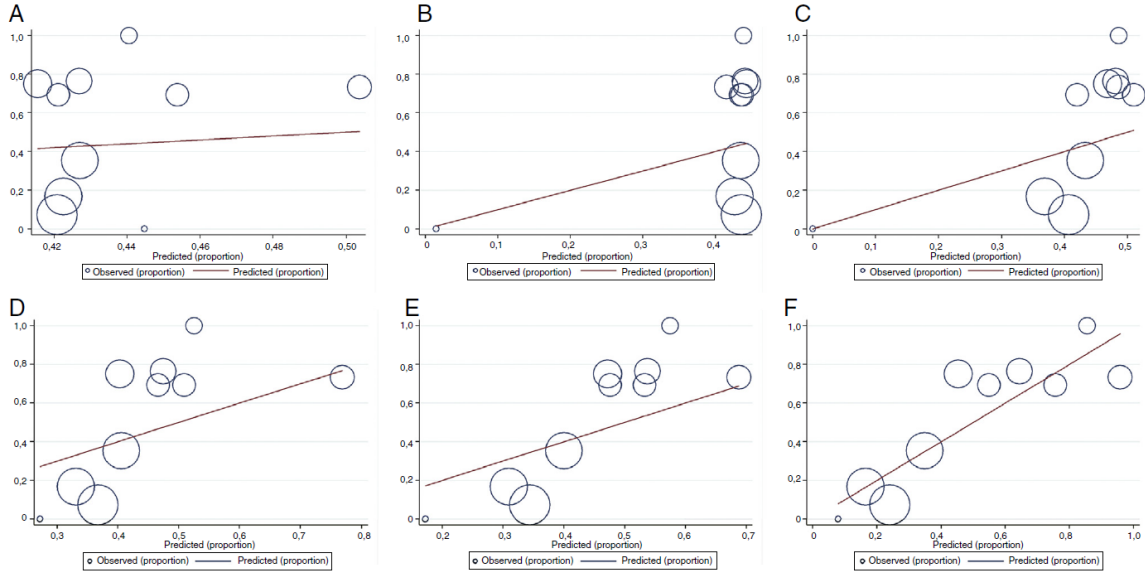 A
1,0
0,8
0,6
0,4
0,2
0
0,42 0,44 0,46 0,48 0,50
Predicted (proportion)
Observed (proportion) Predicted (proportion)
B
1,0
0,8
0,6
0,4
0,2
0
0 0,1 0,2 0,3 0,4
Predicted (proportion)
Observed (proportion) Predicted (proportion)
C
1,0
0,8
0,6
0,4
0,2
0
0 0,1 0,2 0,3 0,4 0,5
Predicted (proportion)
Observed (proportion) Predicted (proportion)
D
1,0
0,8
0,6
0,4
0,2
0
0,3 0,4 0,5 0,6 0,7 0,8
Predicted (proportion)
Observed (proportion) Predicted (proportion)
E
1,0
0,8
0,6
0,4
0,2
0
0,2 0,3 0,4 0,5 0,6 0,7
Predicted (proportion)
Observed (proportion) Predicted (proportion)
F
1,0
0,8
0,6
0,4
0,2
0
0 0,2 0,4 0,6 0,8 1,0
Predicted (proportion)
Observed (proportion) Predicted (proportion)